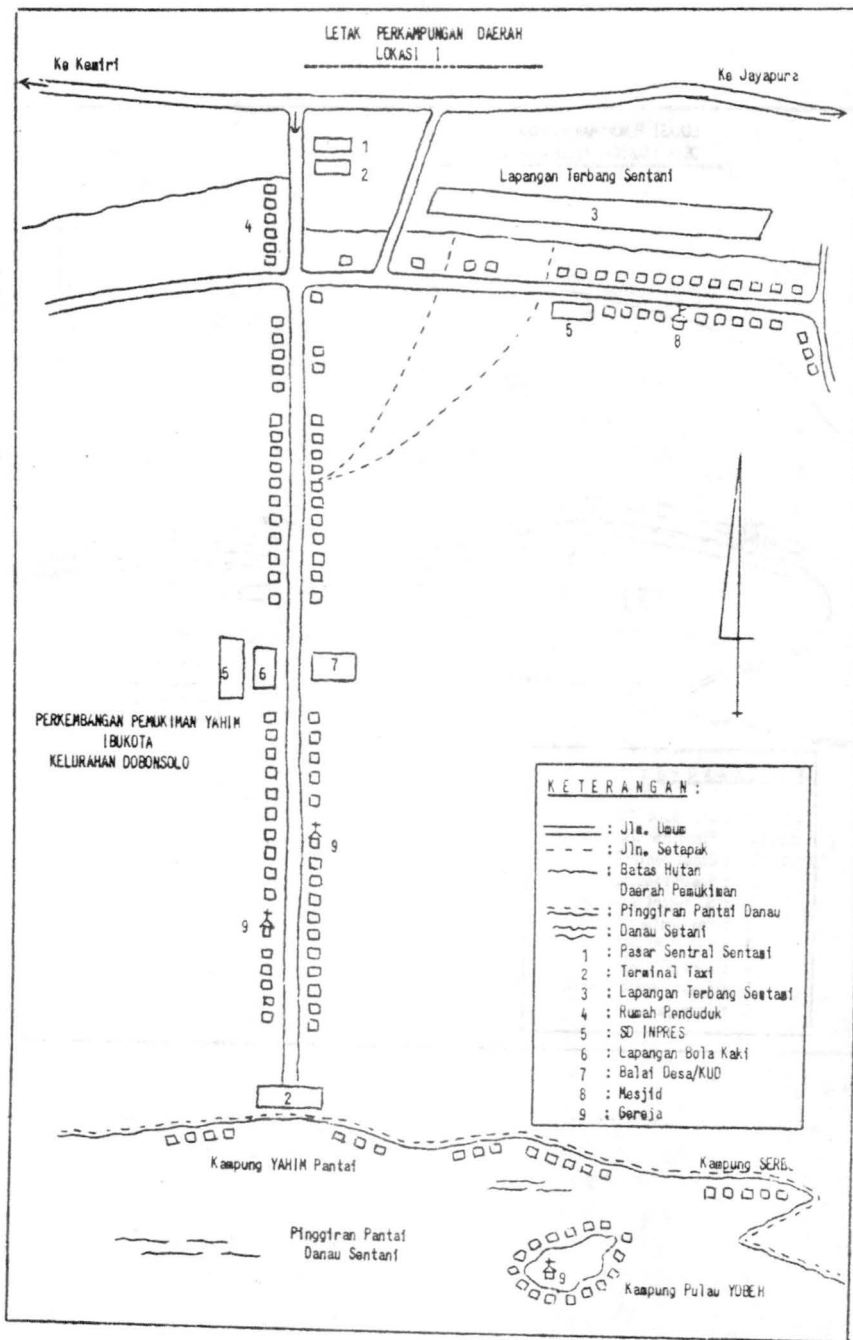 LETAK PERKAMPUNGAN DAERAH
LOKASI I
Ke Kemiri
Ke Jayapura
1
2
Lapangan Terbang Sentani
3
4
5
8
5
6
7
PERKEMBANGAN PEMUKIMAN YAHIM
IBUKOTA
KELURAHAN DOBONSOLO
9
9
2
KETERANGAN :
: Jln. Umum
: Jln. Setapak
: Batas Hutan
Daerah Pemukiman
: Pinggiran Pantai Danau
: Danau Setani
1 : Pasar Sentral Sentani
2 : Terminal Taxi
3 : Lapangan Terbang Sentani
4 : Rumah Penduduk
5 : SD INPRES
6 : Lapangan Bola Kaki
7 : Balai Desa/KUD
8 : Mesjid
9 : Gereja
Kampung YAHIM Pantai
Kampung
Pinggiran Pantai
Danau Sentani
9
Kampung Pulau YOBEH